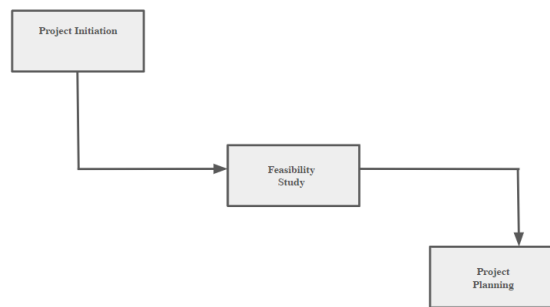 Project Initiation
Feasibility
Study
Project
Planning